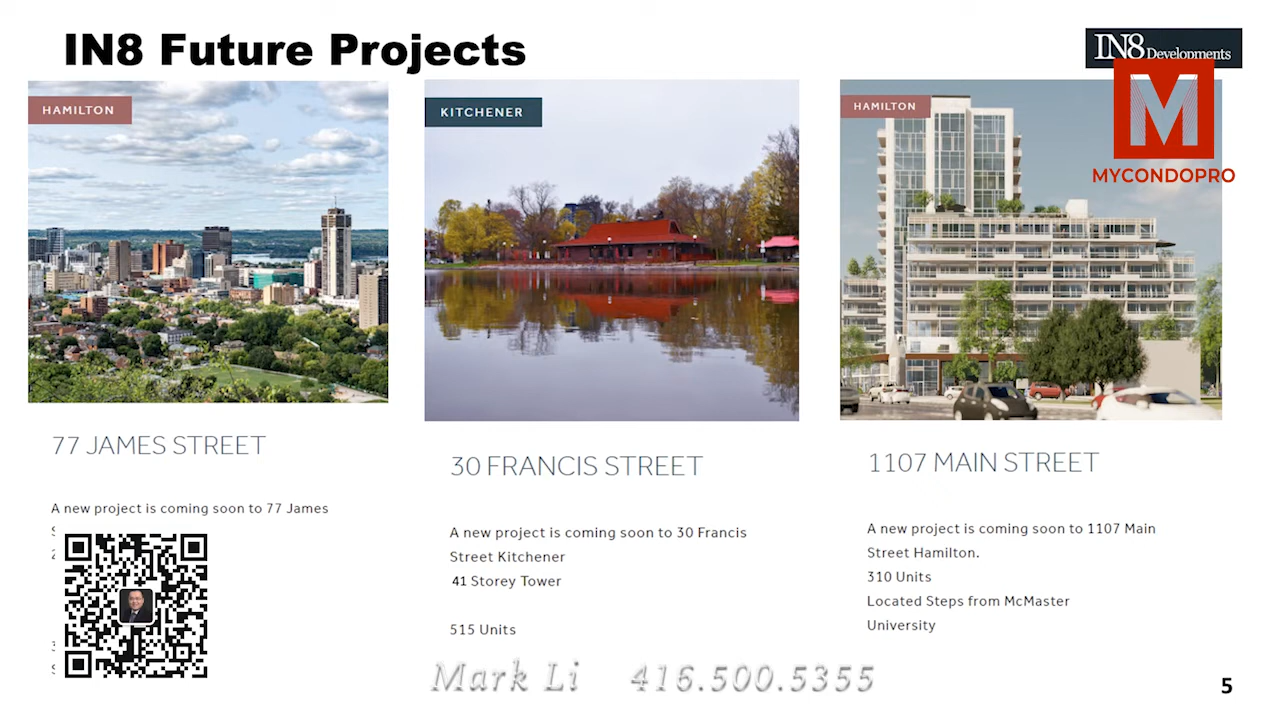 IN8 Future Projects
IN8 Developments
M
MYCONDOPRO
HAMILTON
77 JAMES STREET
A new project is coming soon to 77 James
KITCHENER
30 FRANCIS STREET
A new project is coming soon to 30 Francis
Street Kitchener
41 Storey Tower
515 Units
HAMILTON
1107 MAIN STREET
A new project is coming soon to 1107 Main
Street Hamilton.
310 Units
Located Steps from McMaster
University
Mark Li 416.500.5355
5